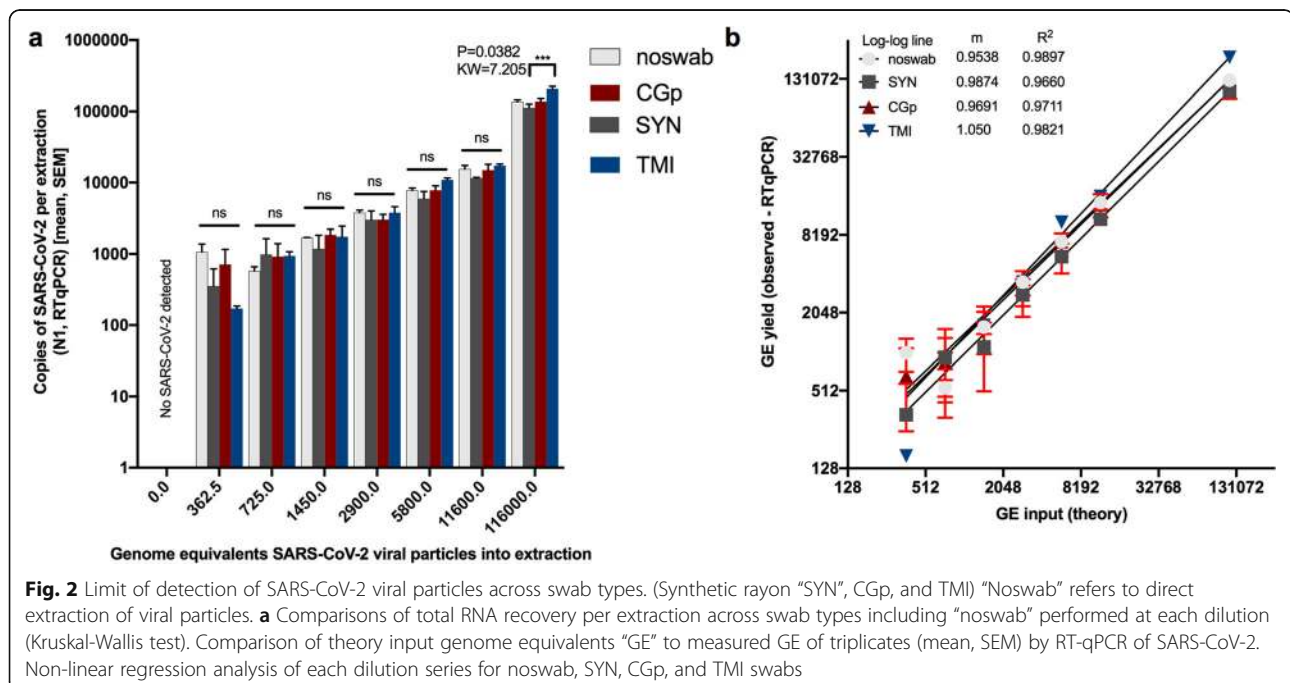 a
Copies of SARS-CoV-2 per extraction
(N1, RTqPCR) [mean, SEM]
1000000
100000
10000
1000
100
10
1
No SARS-CoV-2 detected
ns
ns
ns
ns
ns
ns
P=0.0382
KW=7.205
***
noswab
CGp
SYN
TMI
0.0
362.5
725.0
1450.0
2900.0
5800.0
11600.0
116000.0
Genome equivalents SARS-CoV-2 viral particles into extraction
b
Log-log line m R2
noswab 0.9538 0.9897
SYN 0.9874 0.9660
CGp 0.9691 0.9711
TMI 1.050 0.9821
GE yield (observed - RTqPCR)
131072
32768
8192
2048
512
128
128 512 2048 8192 32768 131072
GE input (theory)
Fig. 2 Limit of detection of SARS-CoV-2 viral particles across swab types. (Synthetic rayon “SYN”, CGp, and TMI) “Noswab” refers to direct
extraction of viral particles. a Comparisons of total RNA recovery per extraction across swab types including “noswab” performed at each dilution
(Kruskal-Wallis test). Comparison of theory input genome equivalents “GE” to measured GE of triplicates (mean, SEM) by RT-qPCR of SARS-CoV-2.
Non-linear regression analysis of each dilution series for noswab, SYN, CGp, and TMI swabs